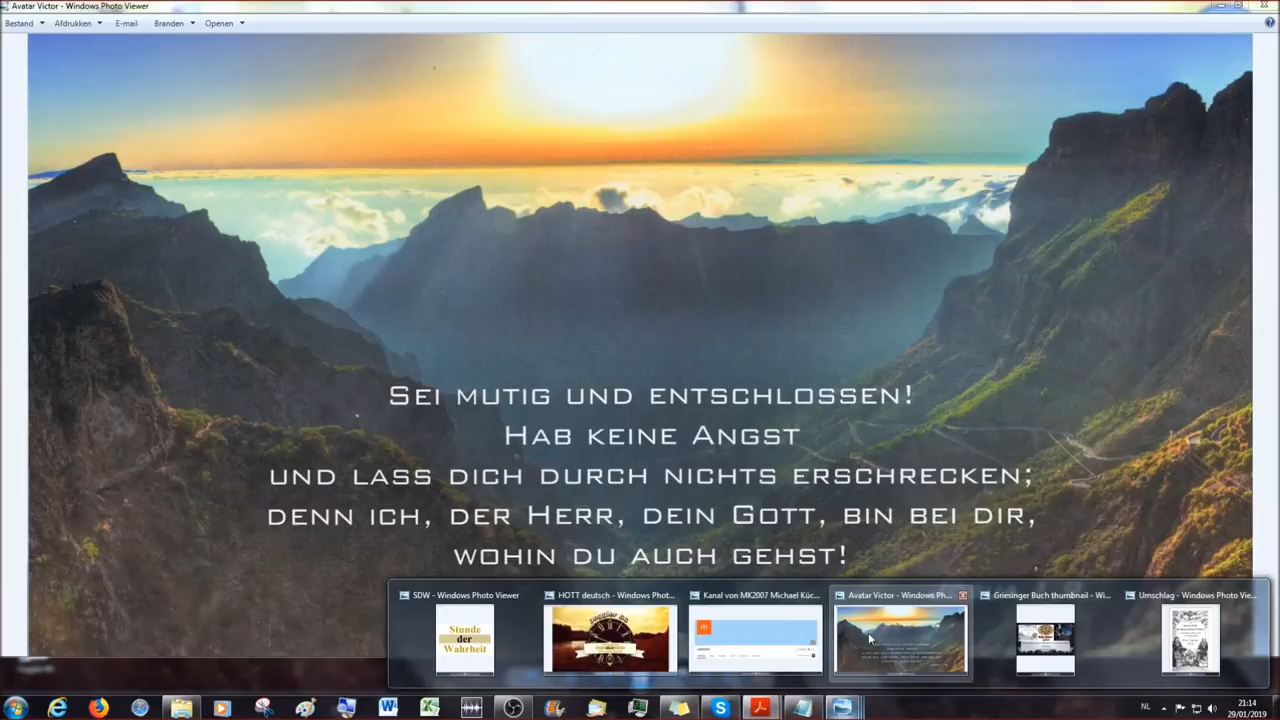 Avatar Victor - Windows Photo Viewer
Bestand Afdrukken E-mail Branden Openen
Sei mutig und entschlossen!
Hab keine Angst
und lass dich durch nichts erschrecken;
denn ich, der Herr, dein Gott, bin bei dir,
wohin du auch gehst!
SDW - Windows Photo Viewer HOTT deutsch - Windows Phot... Kanal von MK2007 Michael Küc... Avatar Victor - Windows Ph... Griesinger Buch thumbnail - Wi... Umschlag - Windows Photo Vie...
Stunde
der
Wahrheit
m
NL 21:14
29/01/2019